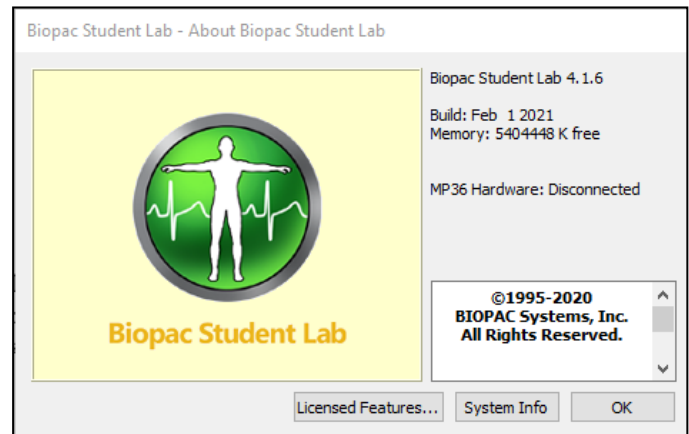 Biopac Student Lab - About Biopac Student Lab
Biopac Student Lab 4.1.6
Build: Feb 1 2021
Memory: 5404448 K free
MP36 Hardware: Disconnected
Biopac Student Lab
©1995-2020
BIOPAC Systems, Inc.
All Rights Reserved.
Licensed Features...
System Info
OK